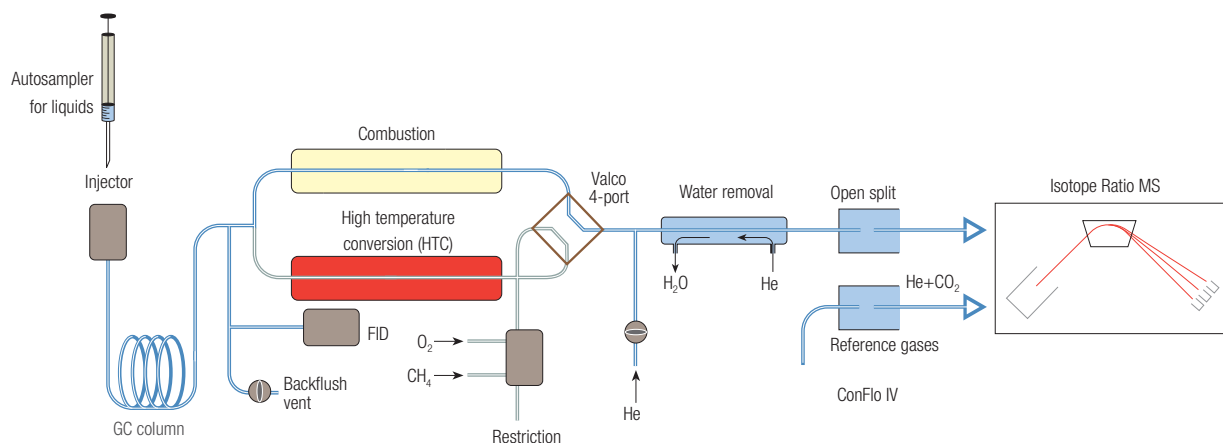 Autosampler
for liquids
Injector
GC column
Combustion
High temperature
conversion (HTC)
FID
Backflush
vent
O₂
CH₄
Restriction
Valco
4-port
He
Water removal
H₂O
He
Open split
He+CO₂
Reference gases
ConFlo IV
Isotope Ratio MS